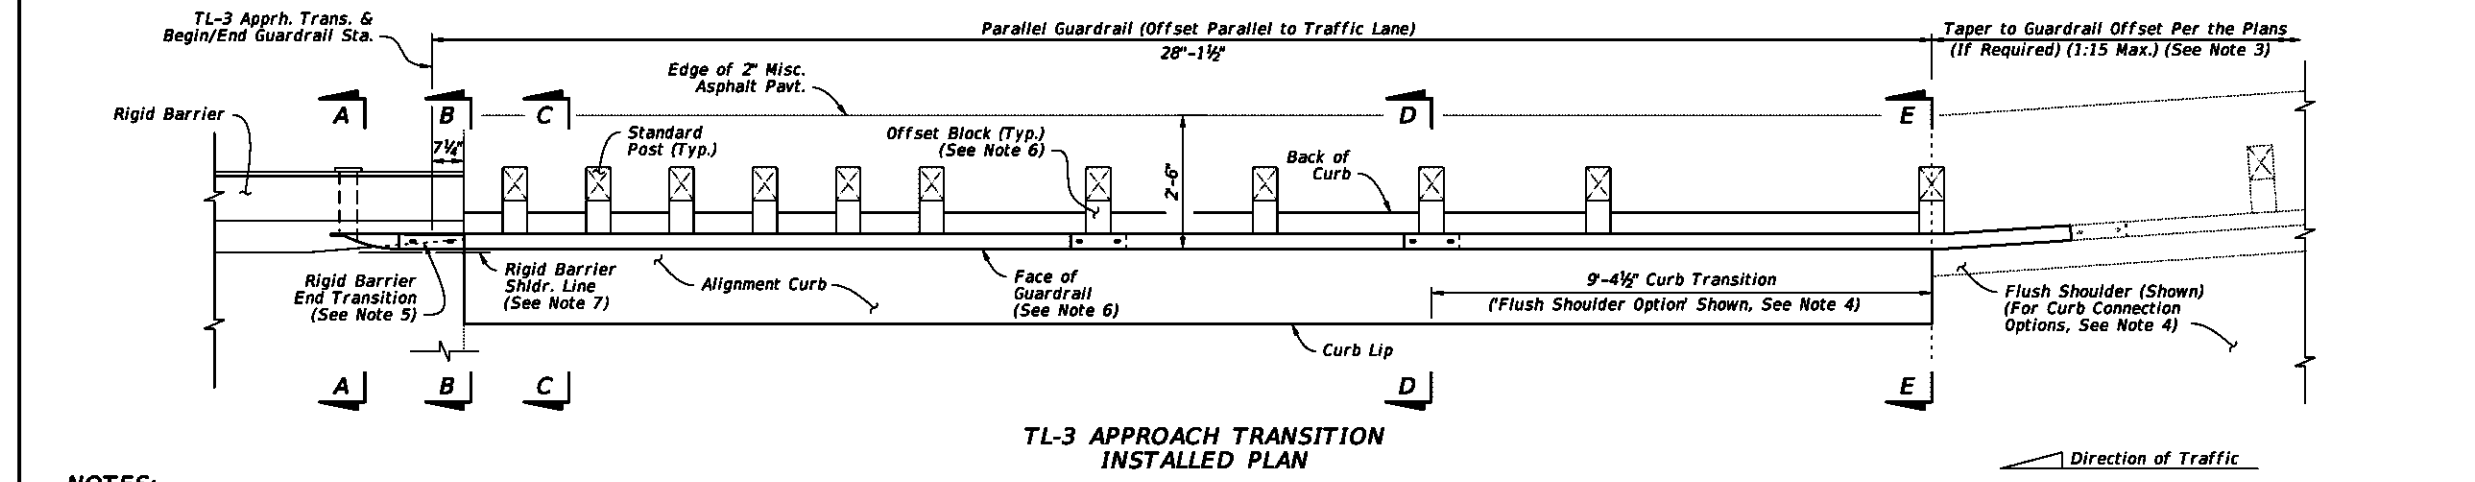 TL-3 Apprh. Trans. &
Begin/End Guardrail Sta.
Parallel Guardrail (Offset Parallel to Traffic Lane)
28"-1½"
Taper to Guardrail Offset Per the Plans
(If Required) (1:15 Max.) (See Note 3)
Edge of 2" Misc.
Asphalt Pavt.
Rigid Barrier
A
B
C
D
E
7¼"
Standard
Post (Typ.)
Offset Block (Typ.)
(See Note 6)
2'-6"
Back of
Curb
Rigid Barrier
End Transition
(See Note 5)
Rigid Barrier
Shldr. Line
(See Note 7)
Alignment Curb
Face of
Guardrail
(See Note 6)
9'-4½" Curb Transition
('Flush Shoulder Option' Shown, See Note 4)
Flush Shoulder (Shown)
(For Curb Connection
Options, See Note 4)
Curb Lip
A
B
C
D
E
TL-3 APPROACH TRANSITION
INSTALLED PLAN
Direction of Traffic
NOTES: